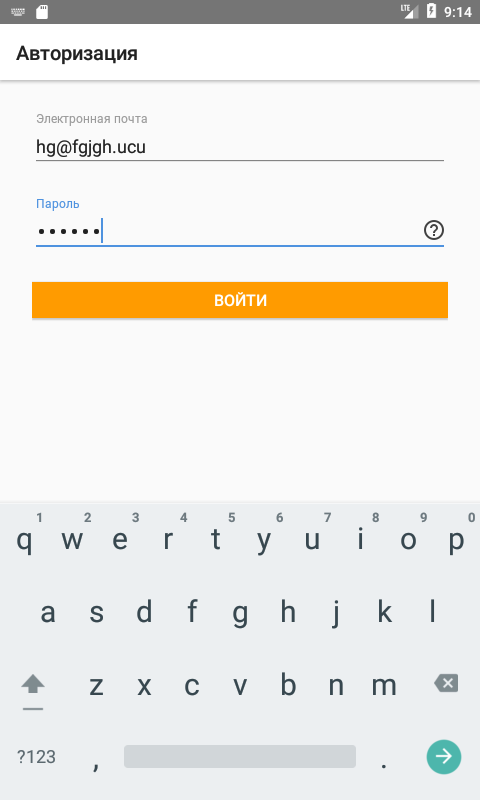 LTE 9:14
Авторизация
Электронная почта
hg@fgjgh.ucu
Пароль
••••••
ВОЙТИ
1 2 3 4 5 6 7 8 9 0
q w e r t y u i o p
a s d f g h j k l
z x c v b n m
?123 , .